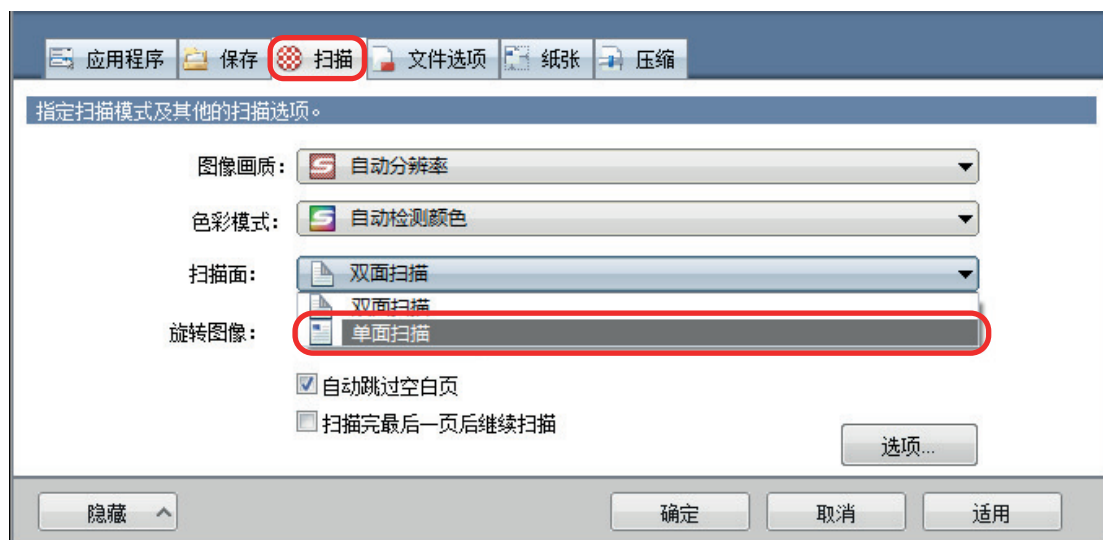 应用程序 保存 扫描 文件选项 纸张 压缩
指定扫描模式及其他的扫描选项。
图像画质： 自动分辨率
色彩模式： 自动检测颜色
扫描面： 双面扫描
双面扫描
旋转图像： 单面扫描
自动跳过空白页
扫描完最后一页后继续扫描
选项...
隐藏 确定 取消 适用